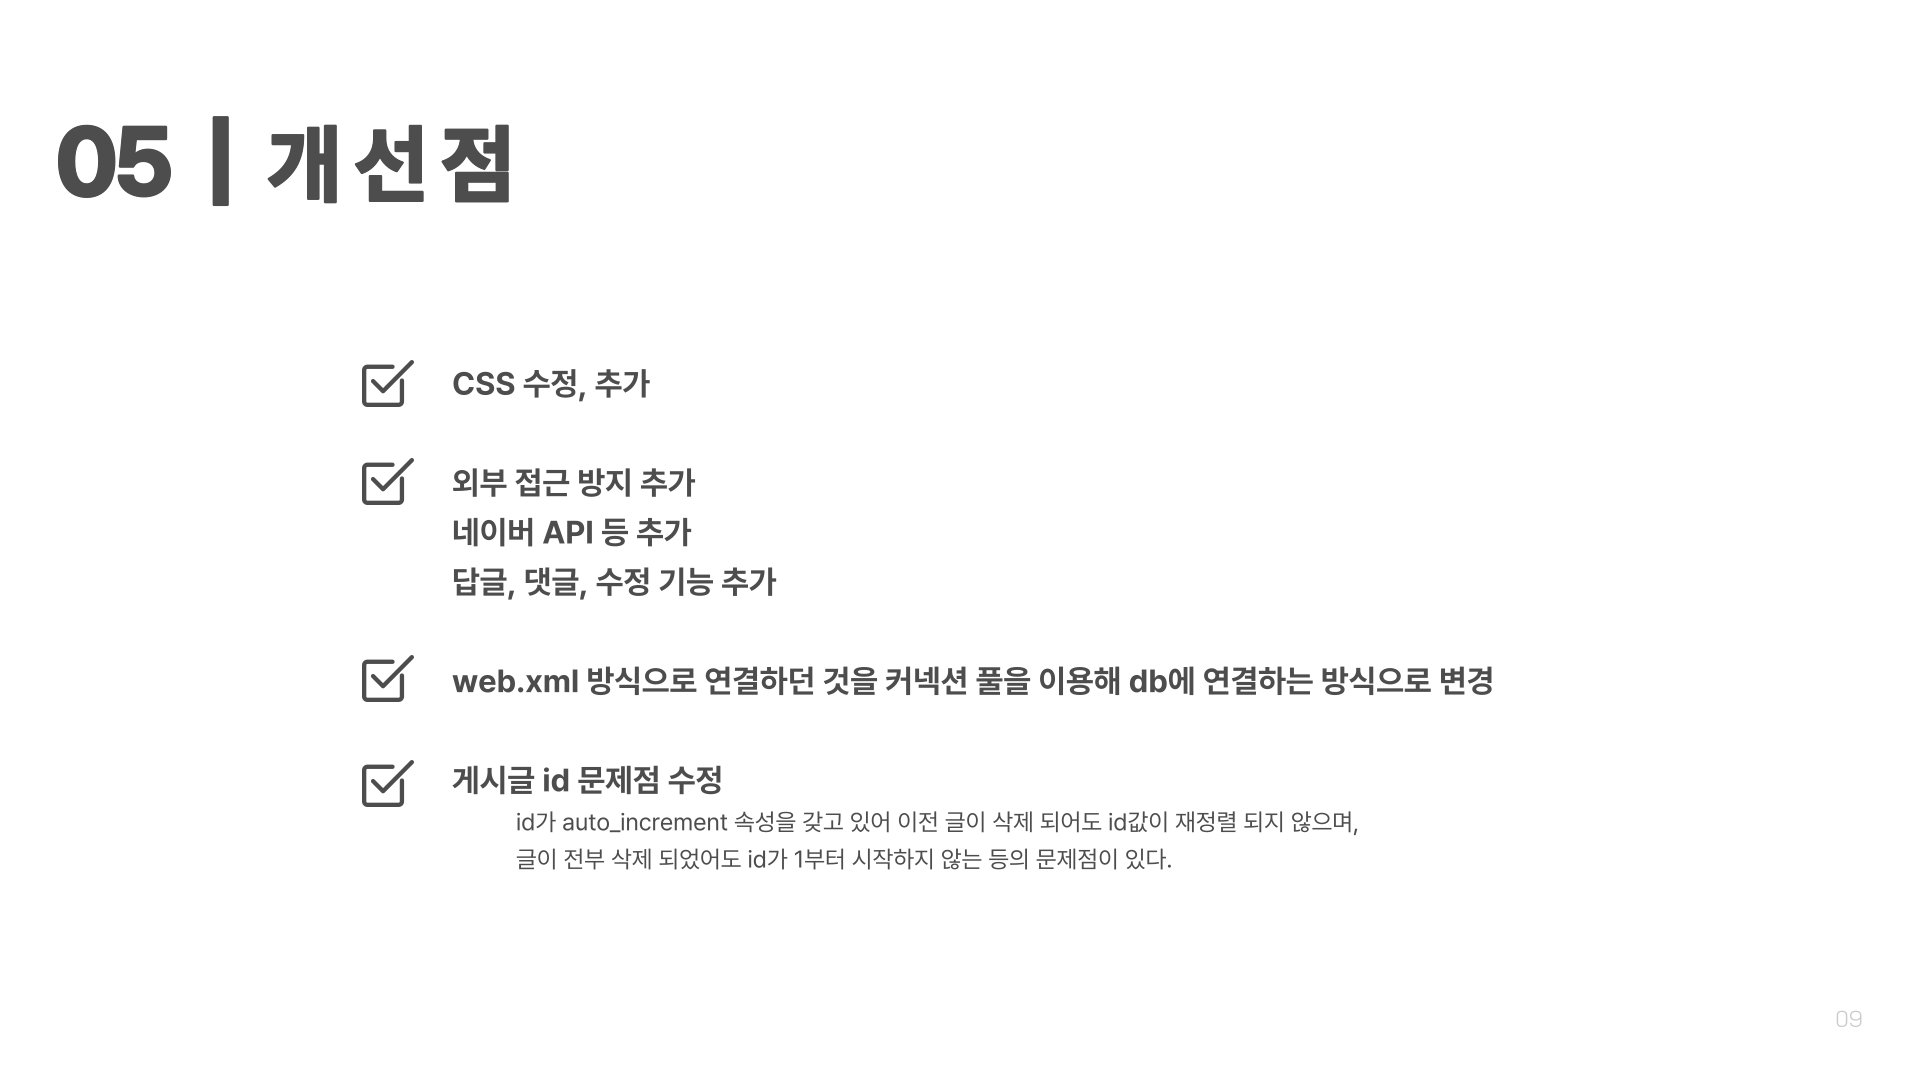 05 | 개선점
CSS 수정, 추가
외부 접근 방지 추가
네이버 API 등 추가
답글, 댓글, 수정 기능 추가
web.xml 방식으로 연결하던 것을 커넥션 풀을 이용해 db에 연결하는 방식으로 변경
게시글 id 문제점 수정
id가 auto_increment 속성을 갖고 있어 이전 글이 삭제 되어도 id값이 재정렬 되지 않으며,
글이 전부 삭제 되었어도 id가 1부터 시작하지 않는 등의 문제점이 있다.
09